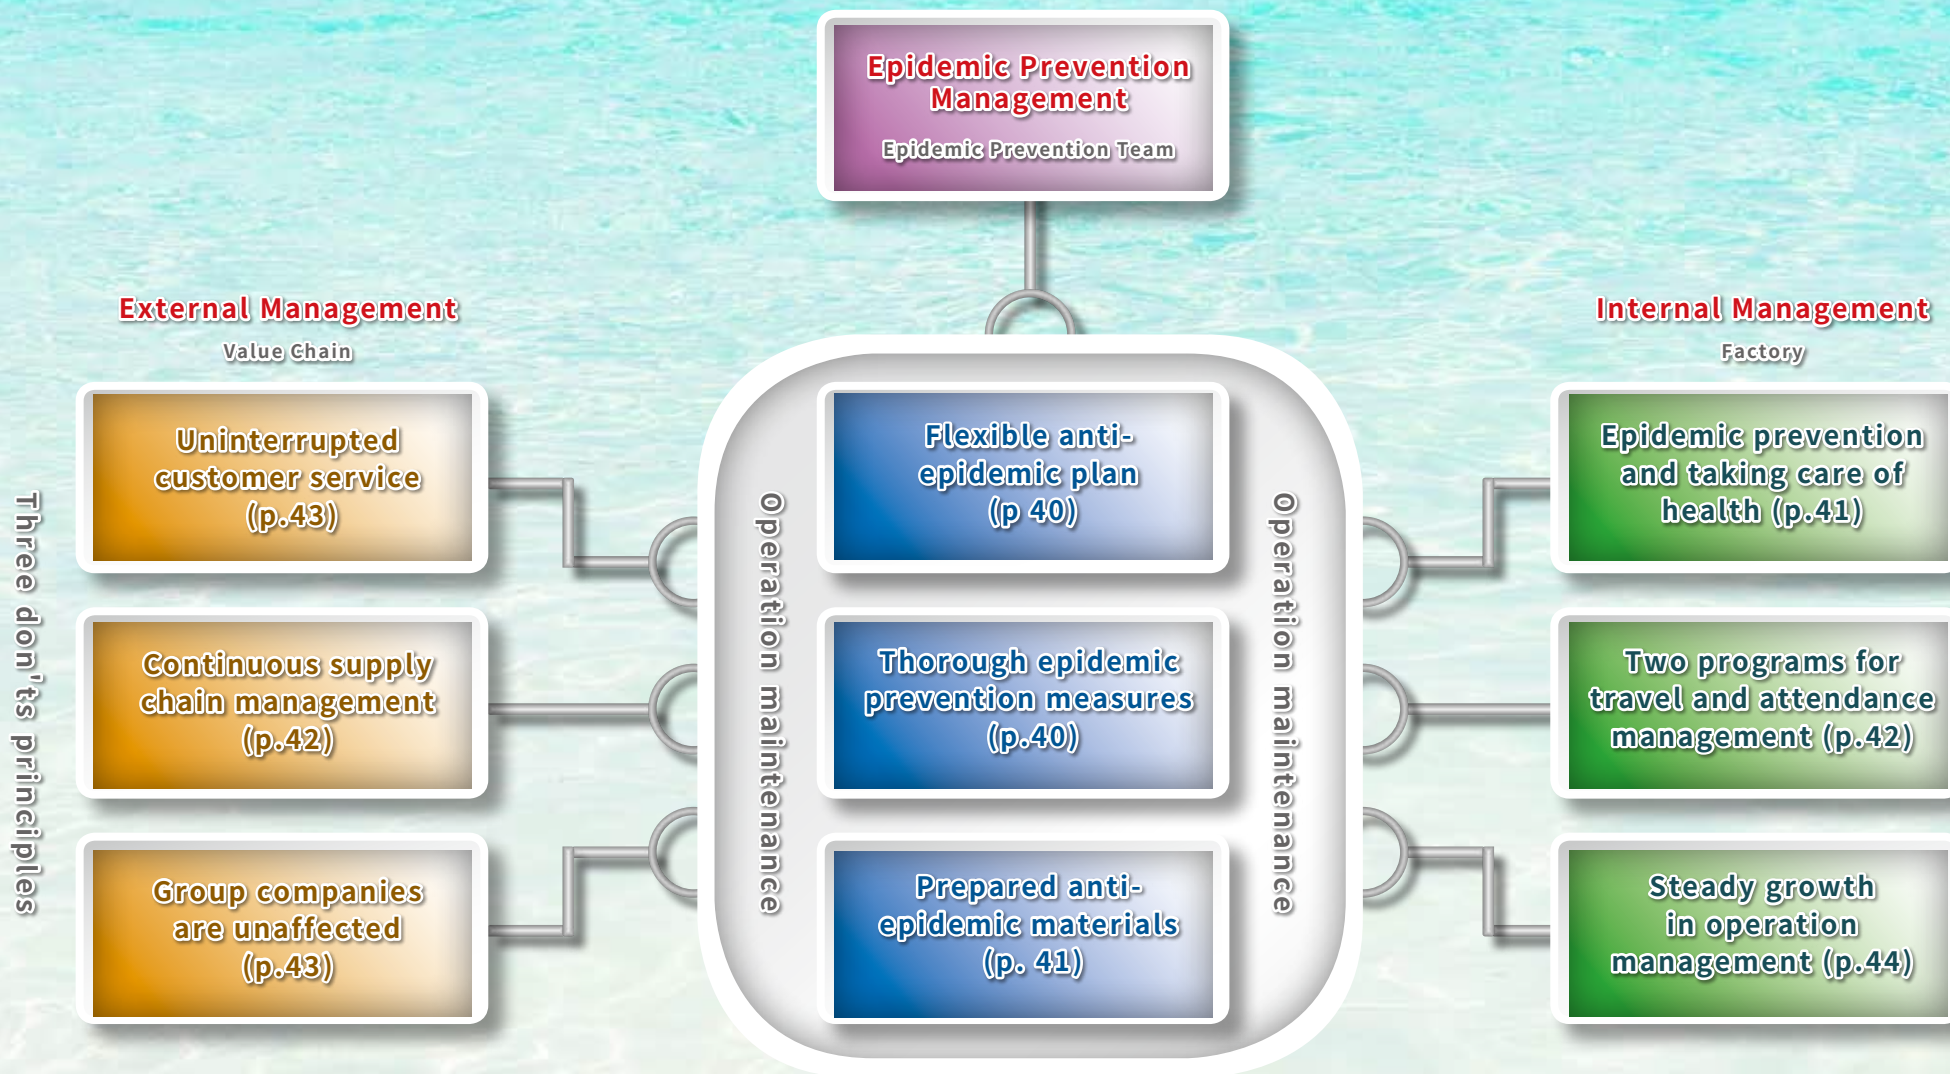 Epidemic Prevention
Management
Epidemic Prevention Team
External Management
Value Chain
Three don'ts principles
Uninterrupted
customer service
(p.43)
Continuous supply
chain management
(p.42)
Group companies
are unaffected
(p.43)
Operation maintenance
Flexible anti-
epidemic plan
(p 40)
Thorough epidemic
prevention measures
(p.40)
Prepared anti-
epidemic materials
(p. 41)
Operation maintenance
Internal Management
Factory
Epidemic prevention
and taking care of
health (p.41)
Two programs for
travel and attendance
management (p.42)
Steady growth
in operation
management (p.44)